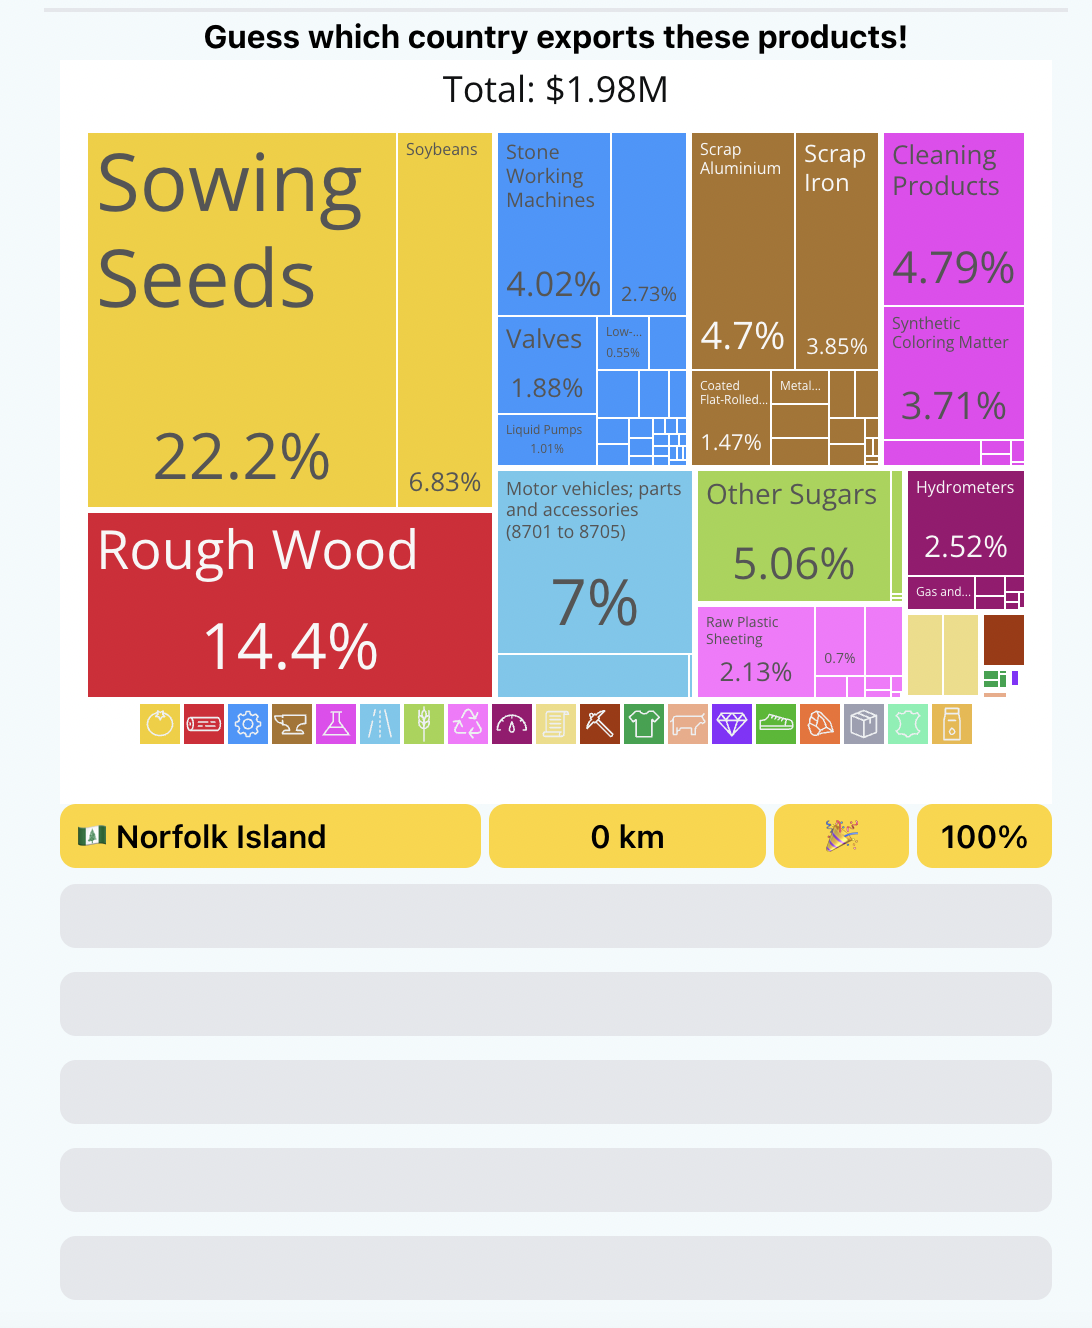 Guess which country exports these products!
Total: $1.98M
Sowing
Seeds
22.2%
Soybeans
6.83%
Rough Wood
14.4%
Stone
Working
Machines
4.02%
2.73%
Valves
1.88%
Low-...
0.55%
Liquid Pumps
1.01%
Scrap
Aluminium
4.7%
Scrap
Iron
3.85%
Coated
Flat-Rolled...
1.47%
Metal...
Cleaning
Products
4.79%
Synthetic
Coloring Matter
3.71%
Motor vehicles; parts
and accessories
(8701 to 8705)
7%
Other Sugars
5.06%
Raw Plastic
Sheeting
2.13%
0.7%
Hydrometers
2.52%
Gas and...
Norfolk Island
0 km
100%